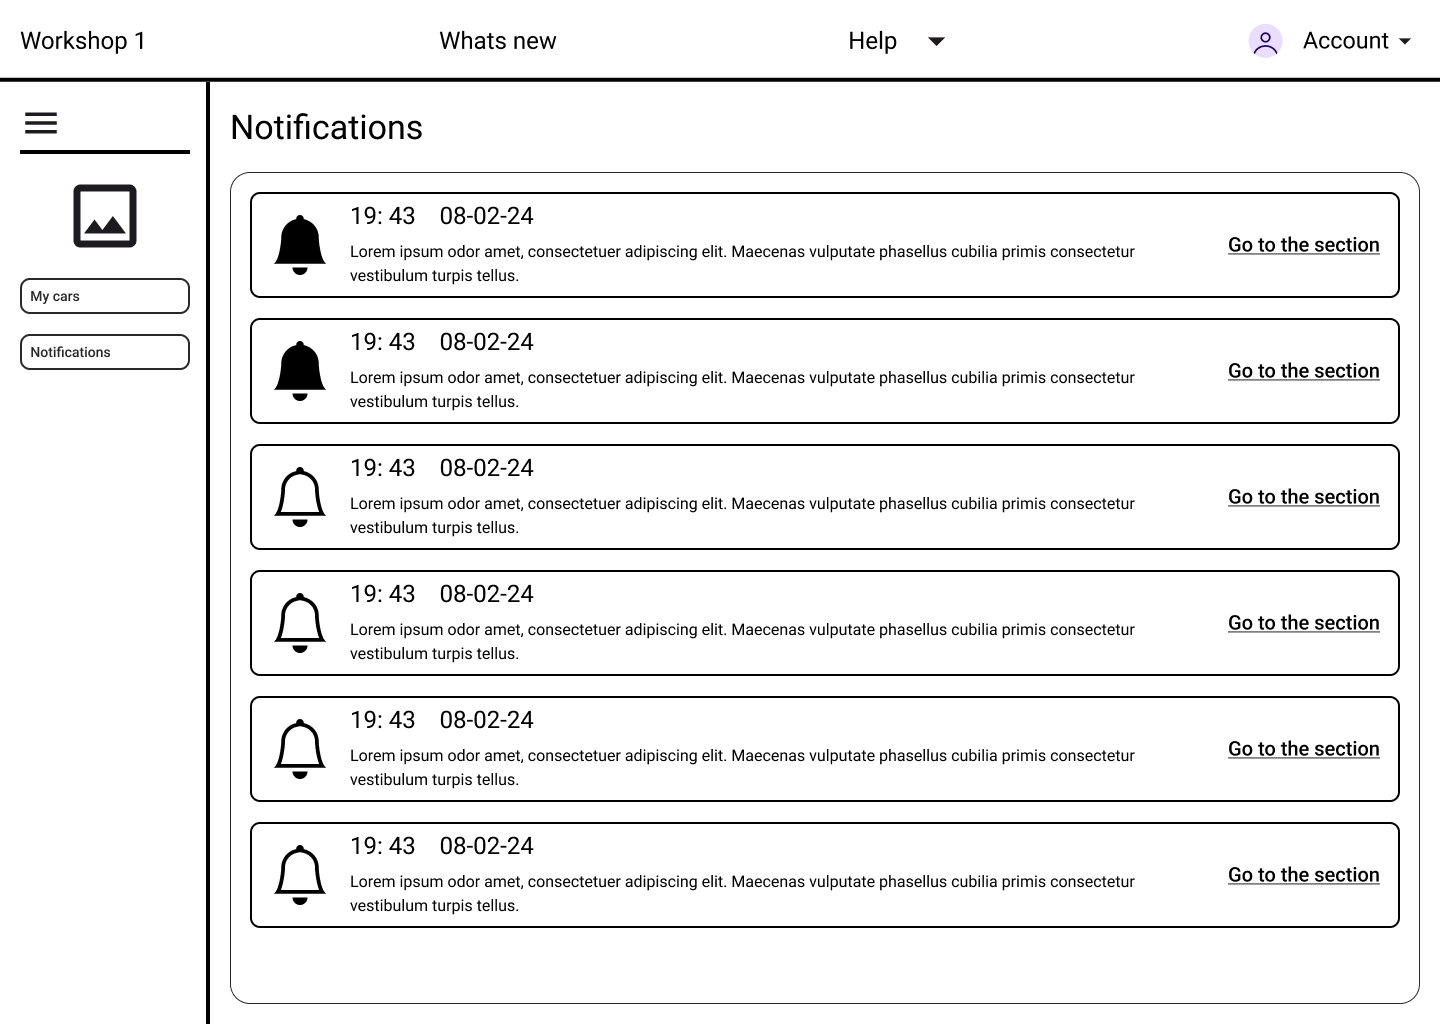 Workshop 1
Whats new
Help
Account
My cars
Notifications
Notifications
19: 43 08-02-24
Lorem ipsum odor amet, consectetuer adipiscing elit. Maecenas vulputate phasellus cubilia primis consectetur
vestibulum turpis tellus.
Go to the section
19: 43 08-02-24
Lorem ipsum odor amet, consectetuer adipiscing elit. Maecenas vulputate phasellus cubilia primis consectetur
vestibulum turpis tellus.
Go to the section
19: 43 08-02-24
Lorem ipsum odor amet, consectetuer adipiscing elit. Maecenas vulputate phasellus cubilia primis consectetur
vestibulum turpis tellus.
Go to the section
19: 43 08-02-24
Lorem ipsum odor amet, consectetuer adipiscing elit. Maecenas vulputate phasellus cubilia primis consectetur
vestibulum turpis tellus.
Go to the section
19: 43 08-02-24
Lorem ipsum odor amet, consectetuer adipiscing elit. Maecenas vulputate phasellus cubilia primis consectetur
vestibulum turpis tellus.
Go to the section
19: 43 08-02-24
Lorem ipsum odor amet, consectetuer adipiscing elit. Maecenas vulputate phasellus cubilia primis consectetur
vestibulum turpis tellus.
Go to the section